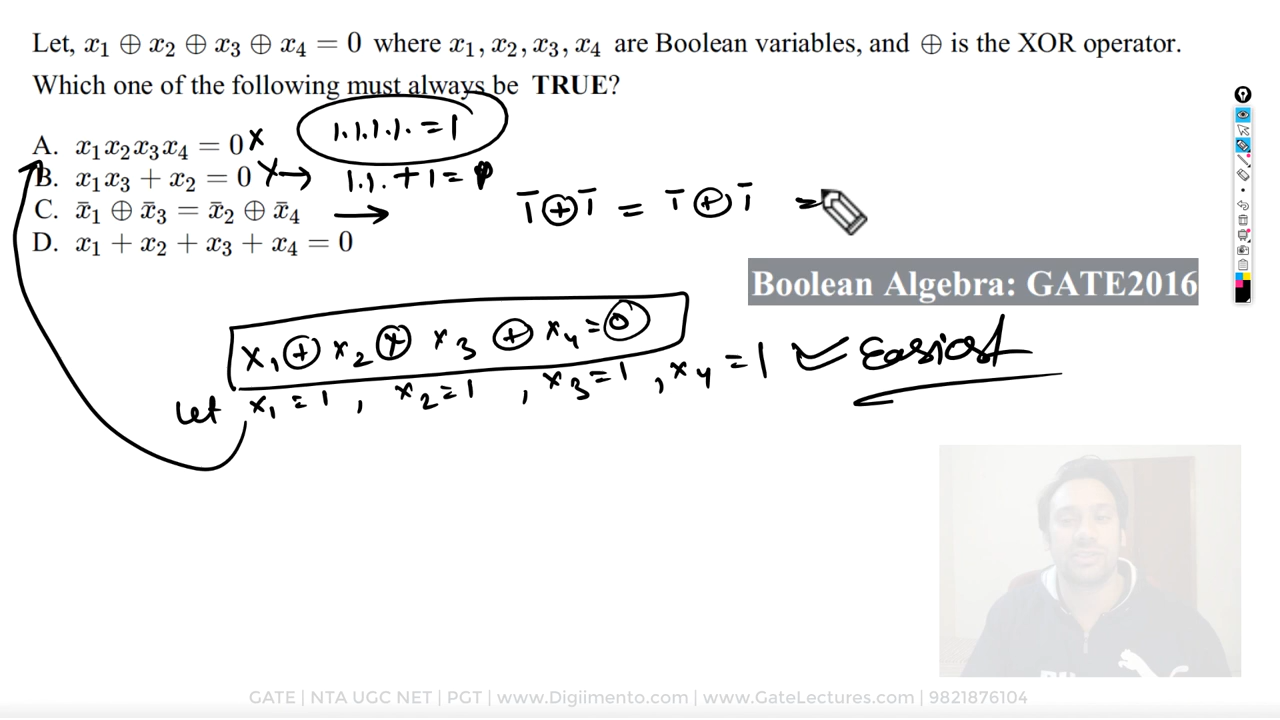 Let, x₁ ⊕ x₂ ⊕ x₃ ⊕ x₄ = 0 where x₁, x₂, x₃, x₄ are Boolean variables, and ⊕ is the XOR operator.
Which one of the following must always be TRUE?
1.1.1.1. = 1
A. x₁x₂x₃x₄ = 0 x
B. x₁x₃ + x₂ = 0 x →
1.1. + 1 =
C. x̄₁ ⊕ x̄₃ = x̄₂ ⊕ x̄₄ →
1̄ ⊕ 1̄ = 1̄ ⊕ 1̄ =
D. x₁ + x₂ + x₃ + x₄ = 0
Boolean Algebra: GATE2016
x₁ ⊕ x₂ ⊕ x₃ ⊕ x₄ = 0
Let x₁ = 1, x₂ = 1, x₃ = 1, x₄ = 1 ✓ Easiest
GATE | NTA UGC NET | PGT | www.Digiimento.com | www.GateLectures.com | 9821876104